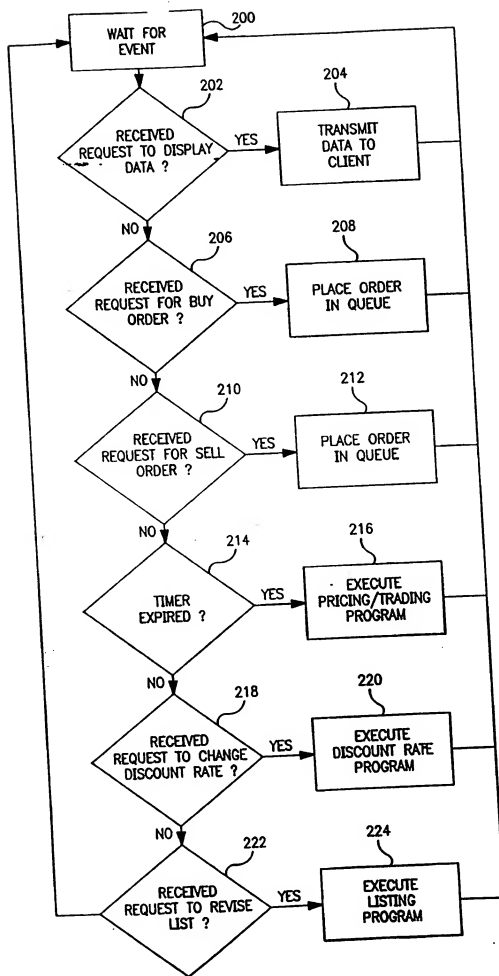 WAIT FOR
EVENT
200
202
RECEIVED
REQUEST TO DISPLAY
DATA ?
YES
204
TRANSMIT
DATA TO
CLIENT
NO
206
RECEIVED
REQUEST FOR BUY
ORDER ?
YES
208
PLACE ORDER
IN QUEUE
NO
210
RECEIVED
REQUEST FOR SELL
ORDER ?
YES
212
PLACE ORDER
IN QUEUE
NO
214
TIMER
EXPIRED ?
YES
216
EXECUTE
PRICING/TRADING
PROGRAM
NO
218
RECEIVED
REQUEST TO CHANGE
DISCOUNT RATE ?
YES
220
EXECUTE
DISCOUNT RATE
PROGRAM
NO
222
RECEIVED
REQUEST TO REVISE
LIST ?
YES
224
EXECUTE
LISTING
PROGRAM